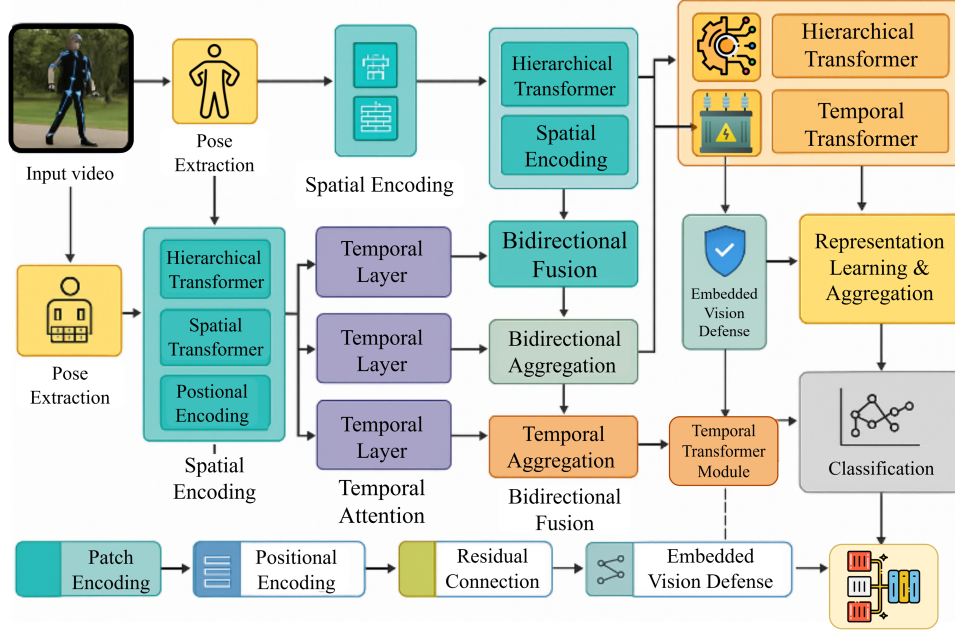 Input video
Pose
Extraction
Spatial Encoding
Hierarchical
Transformer
Spatial
Encoding
Hierarchical
Transformer
Temporal
Transformer
Pose
Extraction
Hierarchical
Transformer
Spatial
Transformer
Postional
Encoding
Spatial
Encoding
Temporal
Layer
Temporal
Layer
Temporal
Layer
Temporal
Attention
Bidirectional
Fusion
Bidirectional
Aggregation
Temporal
Aggregation
Bidirectional
Fusion
Embedded
Vision
Defense
Temporal
Transformer
Module
Representation
Learning &
Aggregation
Classification
Patch
Encoding
Positional
Encoding
Residual
Connection
Embedded
Vision Defense